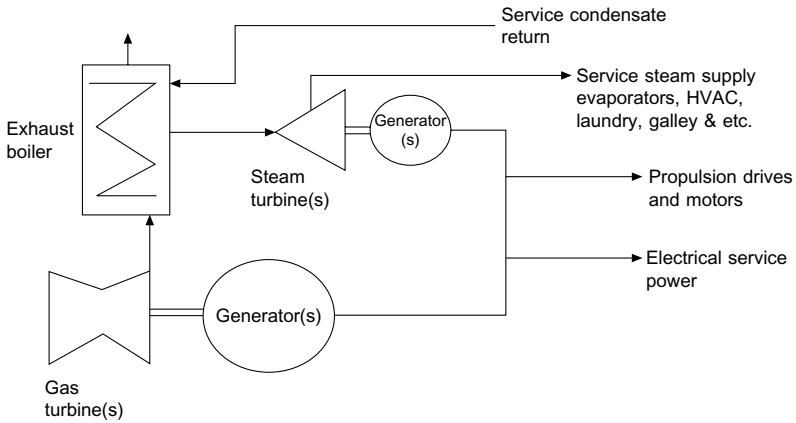 Service condensate
return
Service steam supply
evaporators, HVAC,
laundry, galley & etc.
Exhaust
boiler
Generator
(s)
Steam
turbine(s)
Propulsion drives
and motors
Electrical service
power
Generator(s)
Gas
turbine(s)